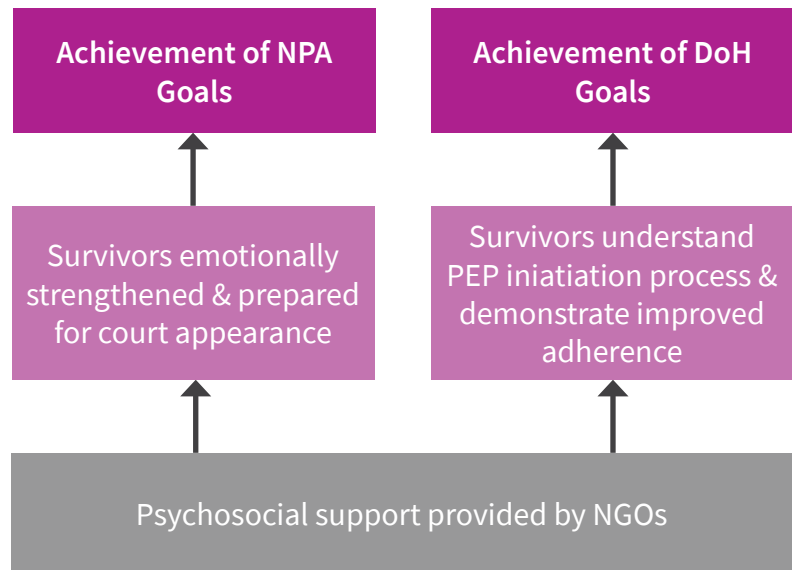 Achievement of NPA
Goals
Achievement of DoH
Goals
Survivors emotionally
strengthened & prepared
for court appearance
Survivors understand
PEP iniatiation process &
demonstrate improved
adherence
Psychosocial support provided by NGOs